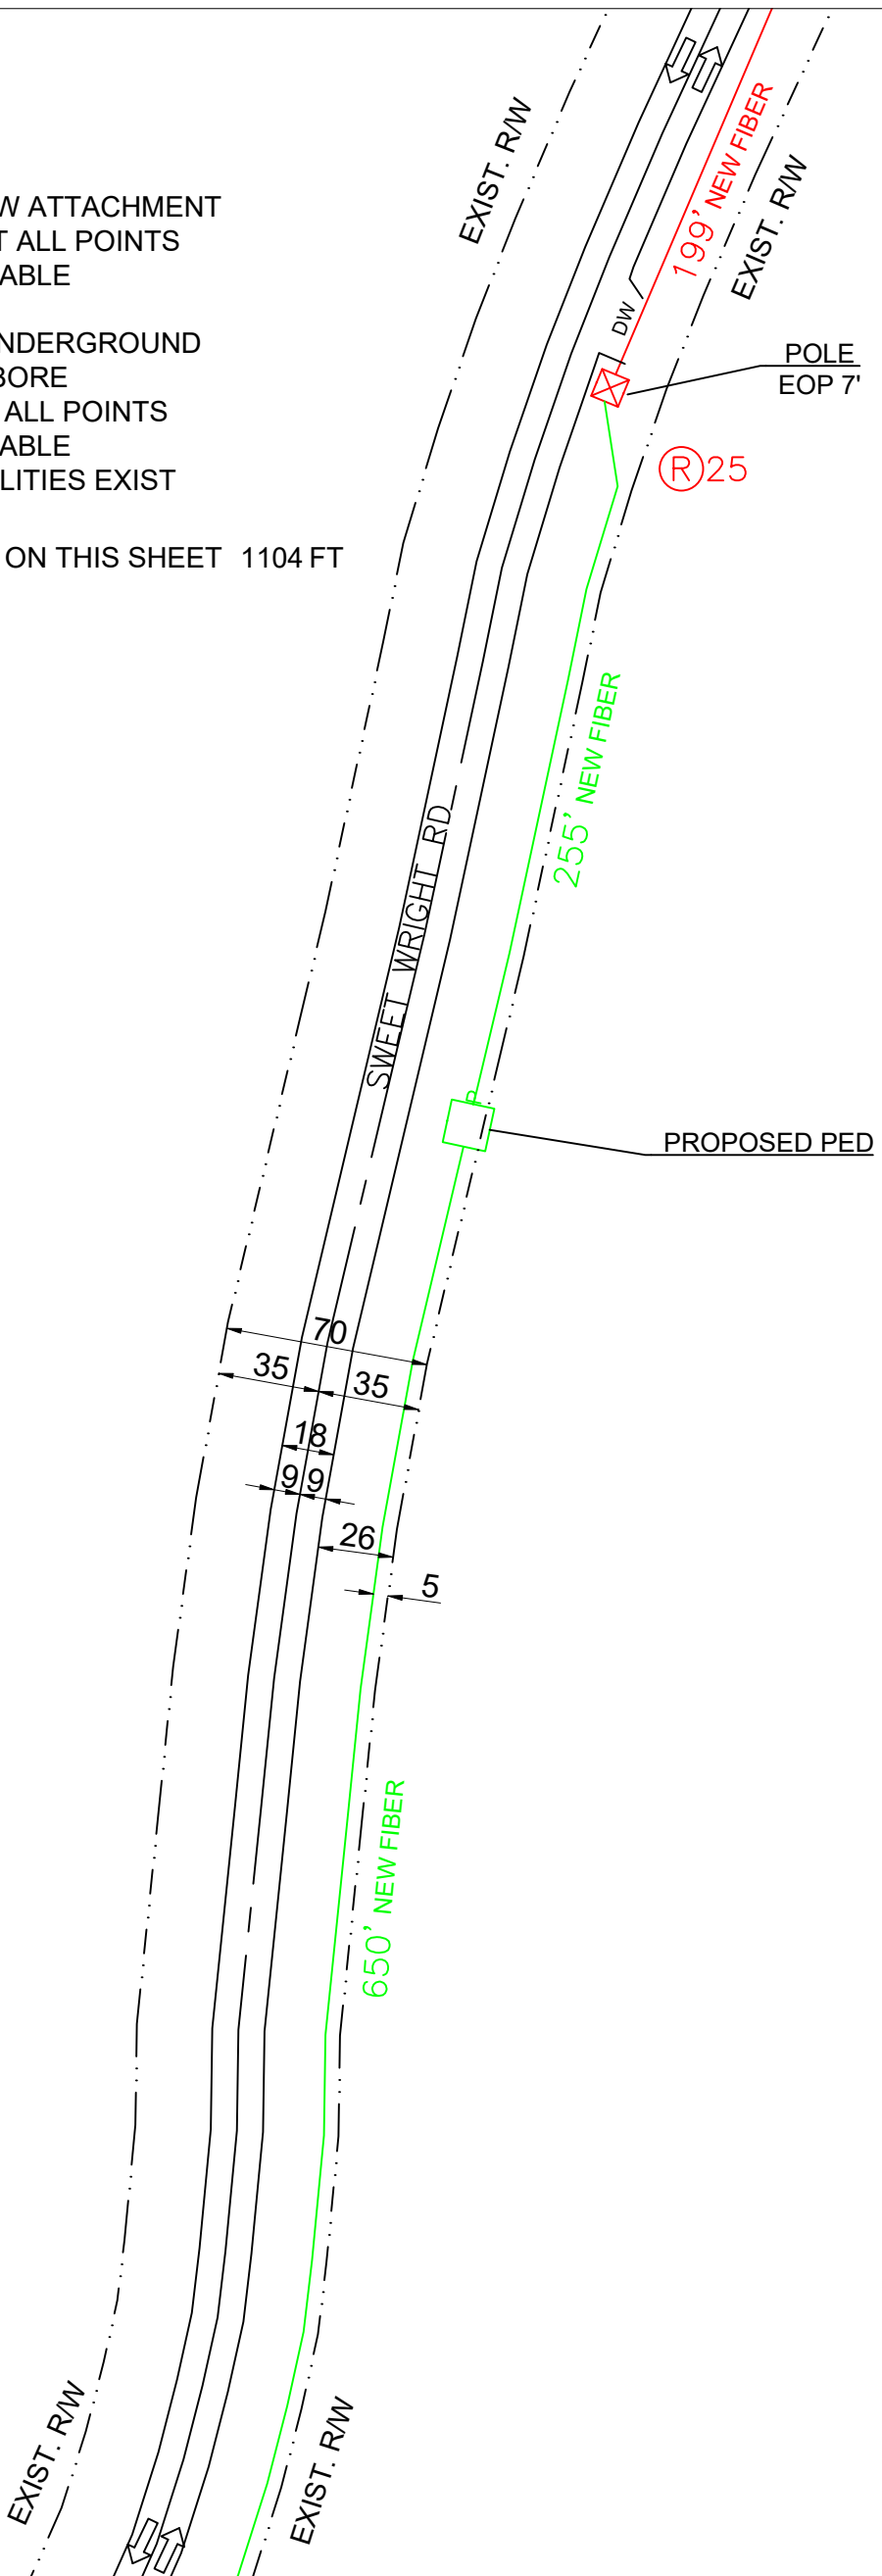 EXIST. R/W
199' NEW FIBER
EXIST. R/W
W ATTACHMENT
T ALL POINTS
ABLE
DW
NDERGROUND
BORE
ALL POINTS
ABLE
LITIES EXIST
POLE
EOP 7'
R 25
ON THIS SHEET 1104 FT
255' NEW FIBER
SWEET WRIGHT RD
P
PROPOSED PED
70
35
35
18
9
9
26
5
650' NEW FIBER
EXIST. R/W
EXIST. R/W